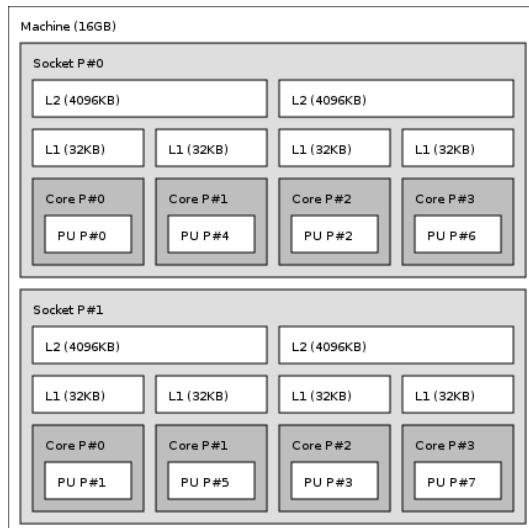 Machine (16GB)
Socket P#0
L2 (4096KB) L2 (4096KB)
L1 (32KB) L1 (32KB) L1 (32KB) L1 (32KB)
Core P#0 Core P#1 Core P#2 Core P#3
PU P#0 PU P#4 PU P#2 PU P#6
Socket P#1
L2 (4096KB) L2 (4096KB)
L1 (32KB) L1 (32KB) L1 (32KB) L1 (32KB)
Core P#0 Core P#1 Core P#2 Core P#3
PU P#1 PU P#5 PU P#3 PU P#7